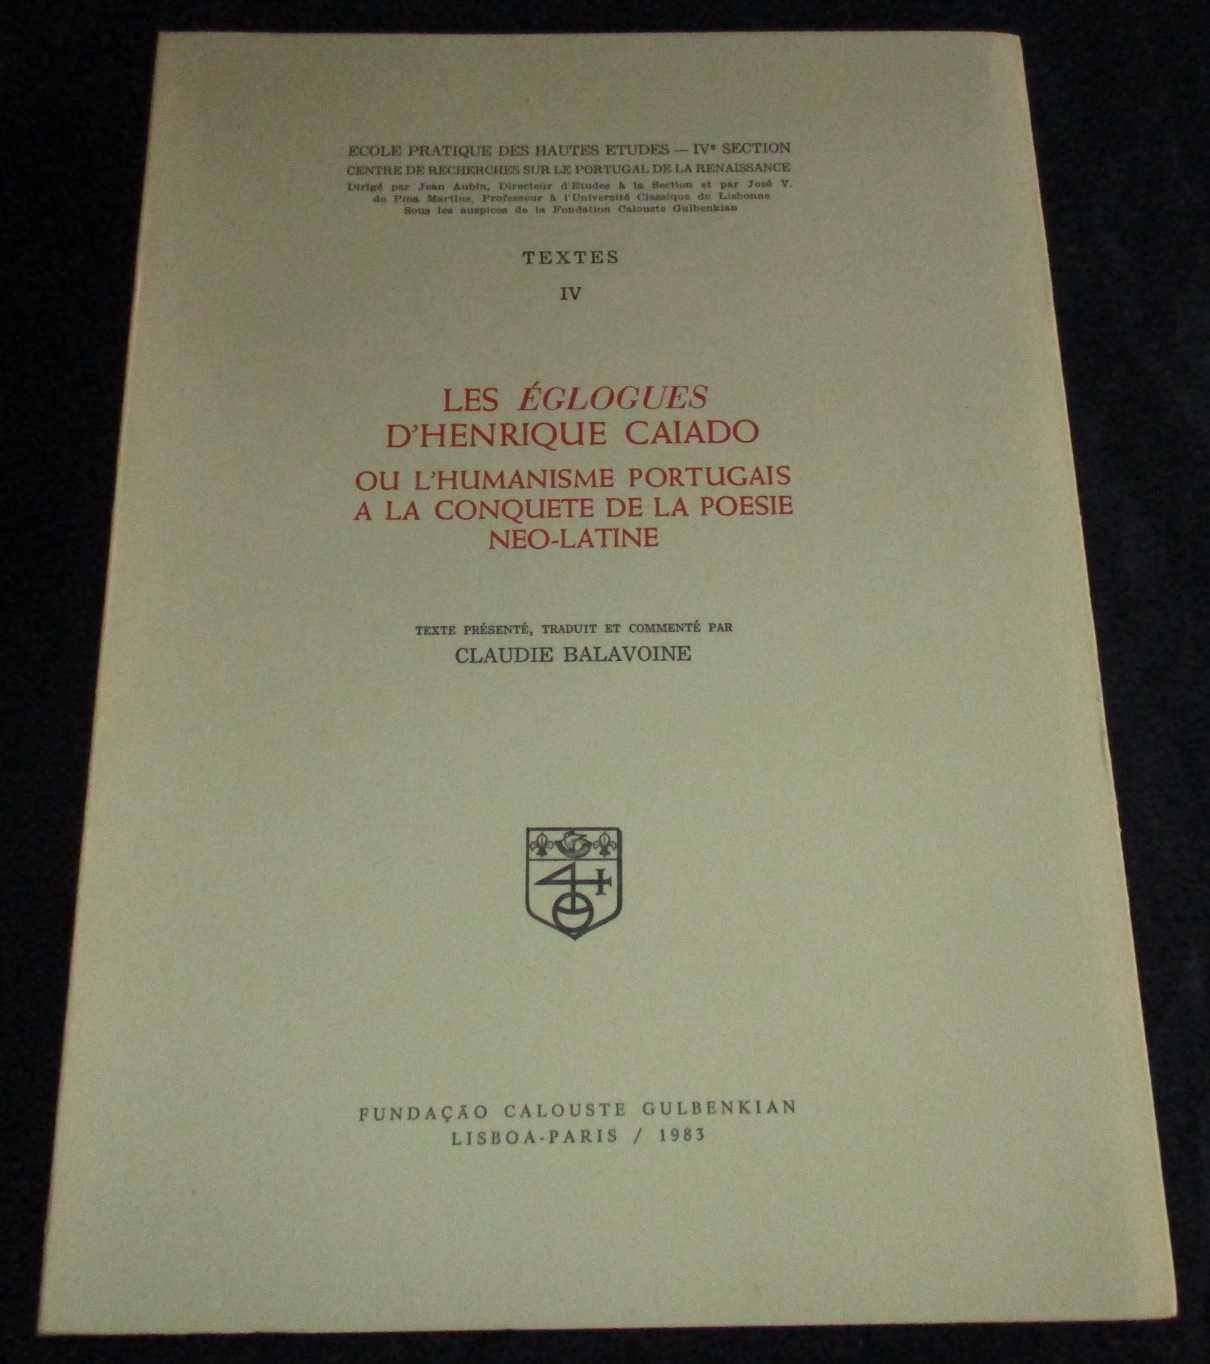 ECOLE PRATIQUE DES HAUTES ETUDES — IVe SECTION
CENTRE DE RECHERCHES SUR LE PORTUGAL DE LA RENAISSANCE
Dirigé par Jean Aubin, Directeur d'Etudes à la Section et par José V.
de Pina Martins, Professeur à l'Université Classique de Lisbonne
Sous les auspices de la Fondation Calouste Gulbenkian
TEXTES
IV
LES ÉGLOGUES
D'HENRIQUE CAIADO
OU L'HUMANISME PORTUGAIS
A LA CONQUETE DE LA POESIE
NEO-LATINE
TEXTE PRÉSENTÉ, TRADUIT ET COMMENTÉ PAR
CLAUDIE BALAVOINE
FUNDAÇÃO CALOUSTE GULBENKIAN
LISBOA-PARIS / 1983